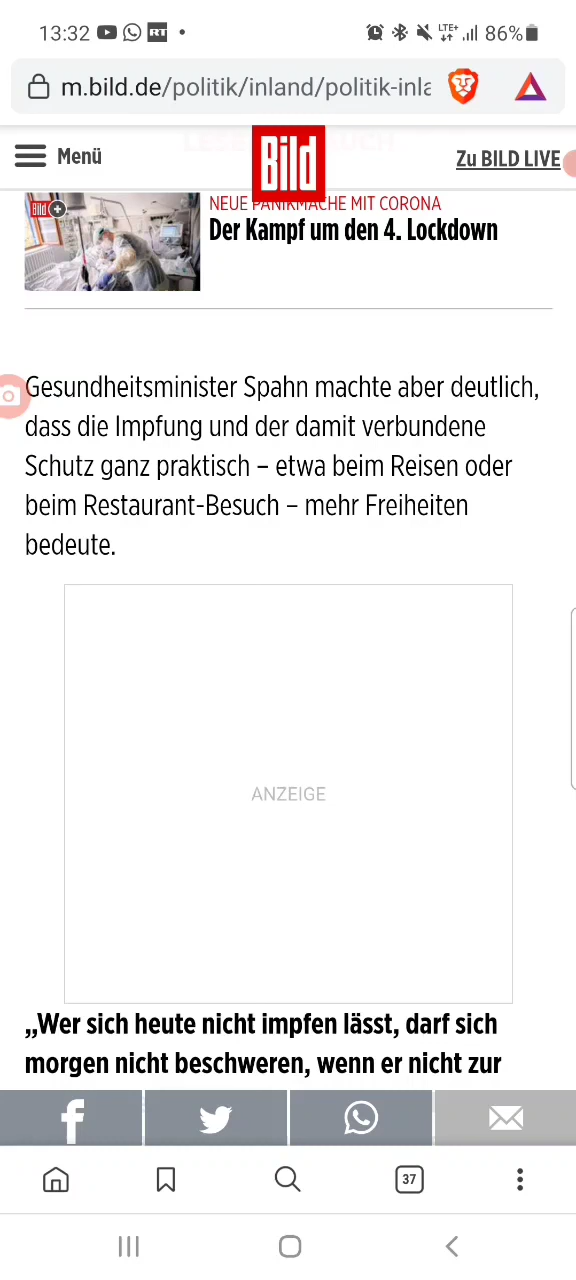 13:32 RT LTE+ 86%
m.bild.de/politik/inland/politik-inla
Menü Bild Zu BILD LIVE
Bild+ NEUE PANIKMACHE MIT CORONA
Der Kampf um den 4. Lockdown
Gesundheitsminister Spahn machte aber deutlich,
dass die Impfung und der damit verbundene
Schutz ganz praktisch – etwa beim Reisen oder
beim Restaurant-Besuch – mehr Freiheiten
bedeute.
ANZEIGE
„Wer sich heute nicht impfen lässt, darf sich
morgen nicht beschweren, wenn er nicht zur
37